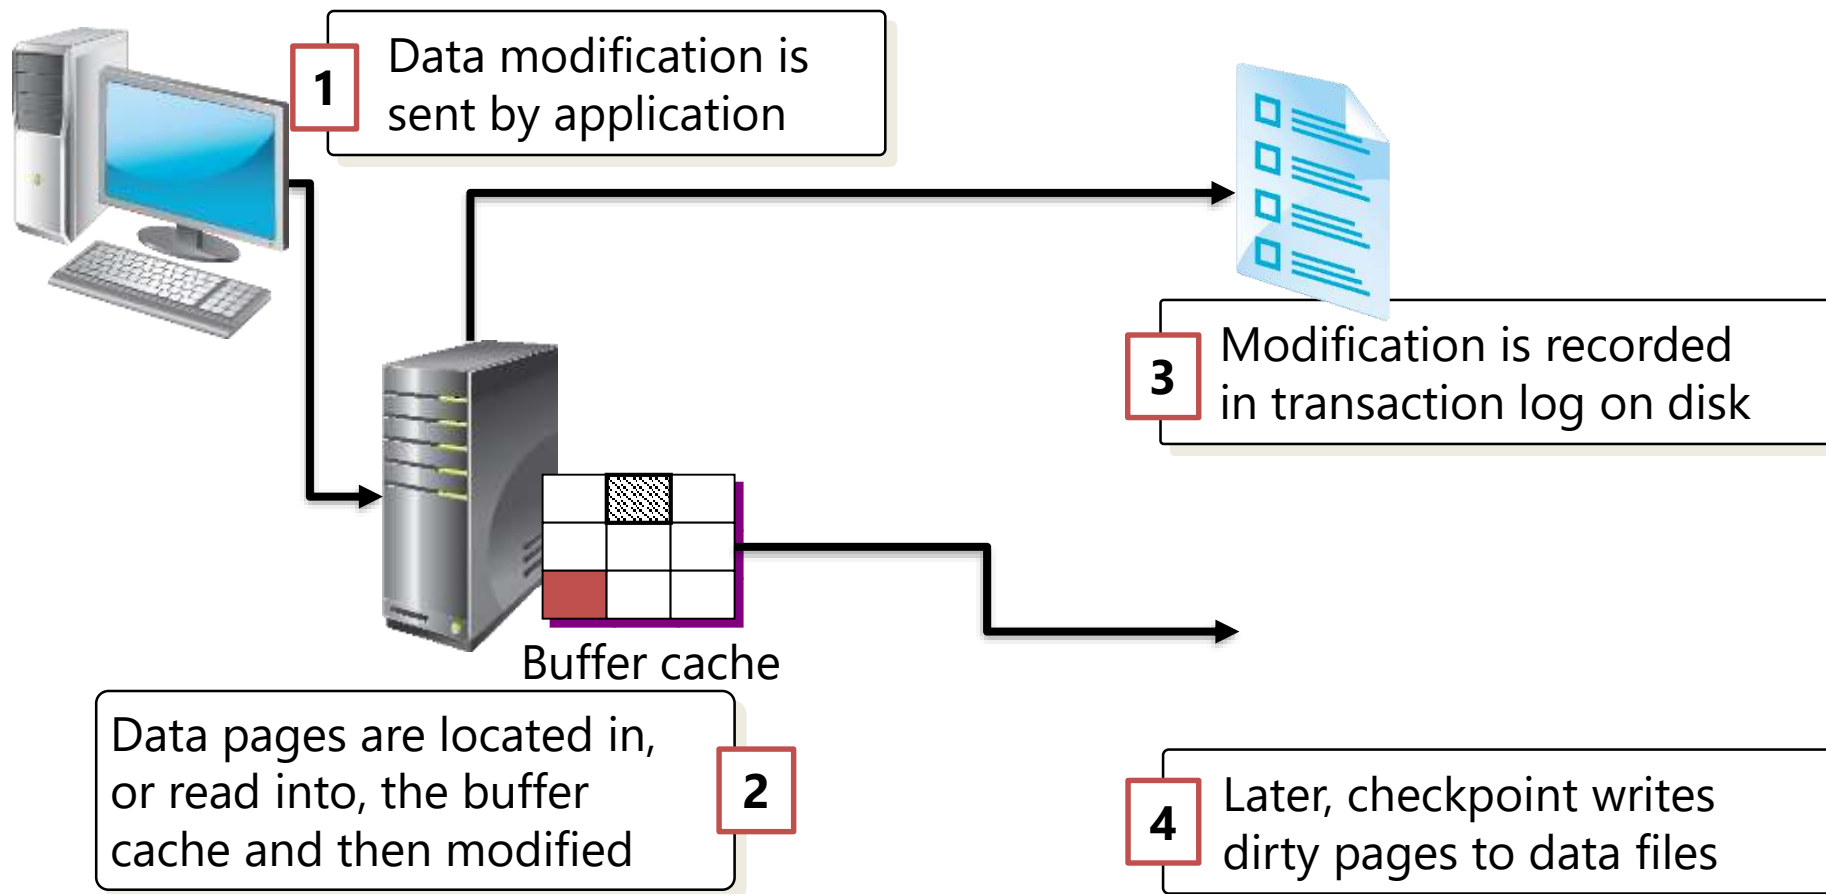 1
Data modification is
sent by application
3
Modification is recorded
in transaction log on disk
Buffer cache
Data pages are located in,
or read into, the buffer
cache and then modified
2
4
Later, checkpoint writes
dirty pages to data files